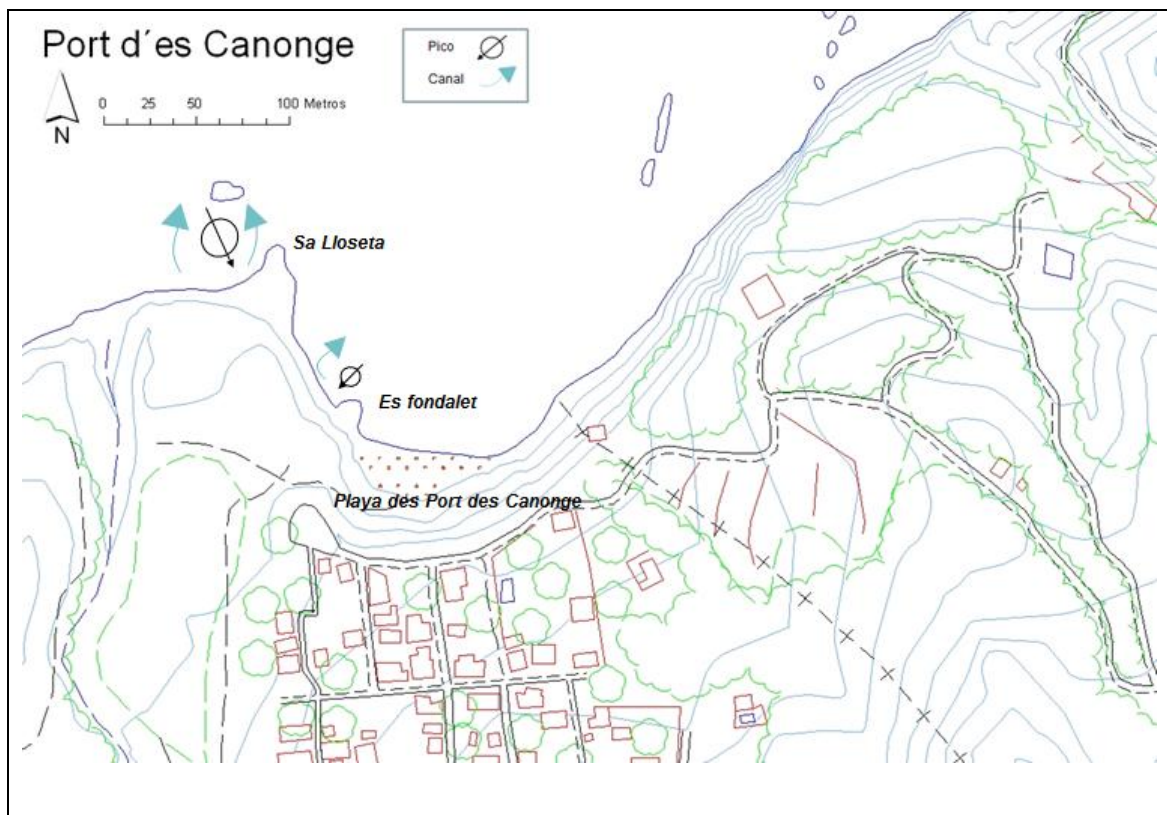 Port d´es Canonge
Pico
Canal
0 25 50 100 Metros
N
Sa Lloseta
Es fondalet
Playa des Port des Canonge